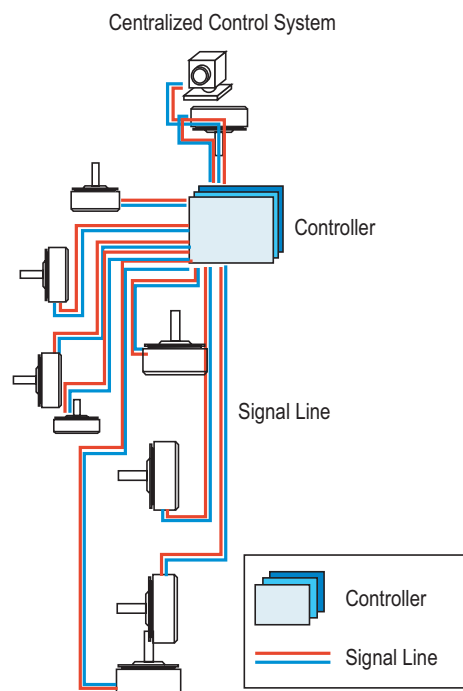 Centralized Control System
Controller
Signal Line
Controller
Signal Line